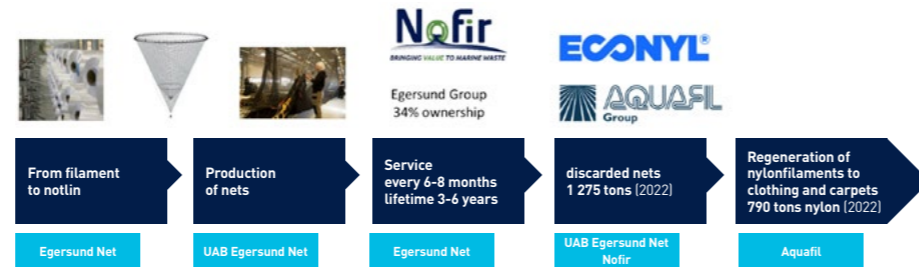 Nofir
BRINGING VALUE TO MARINE WASTE
Egersund Group
34% ownership
ECONYL®
AQUAFIL
Group
From filament
to notlin
Production
of nets
Service
every 6-8 months
lifetime 3-6 years
discarded nets
1 275 tons (2022)
Regeneration of
nylonfilaments to
clothing and carpets
790 tons nylon (2022)
Egersund Net
UAB Egersund Net
Egersund Net
UAB Egersund Net
Nofir
Aquafil